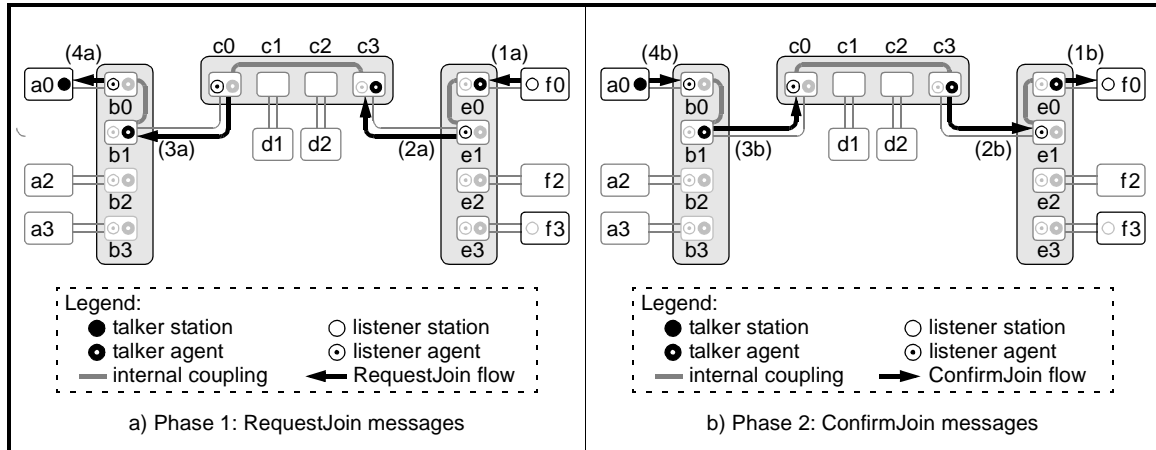 (4a)
c0 c1 c2 c3
(1a)
a0
f0
b0
e0
b1
(3a)
d1
d2
(2a)
e1
a2
f2
b2
e2
a3
f3
b3
e3
Legend:
talker station
listener station
talker agent
listener agent
internal coupling
RequestJoin flow
a) Phase 1: RequestJoin messages
(4b)
c0 c1 c2 c3
(1b)
a0
f0
b0
e0
b1
(3b)
d1
d2
(2b)
e1
a2
f2
b2
e2
a3
f3
b3
e3
Legend:
talker station
listener station
talker agent
listener agent
internal coupling
ConfirmJoin flow
b) Phase 2: ConfirmJoin messages